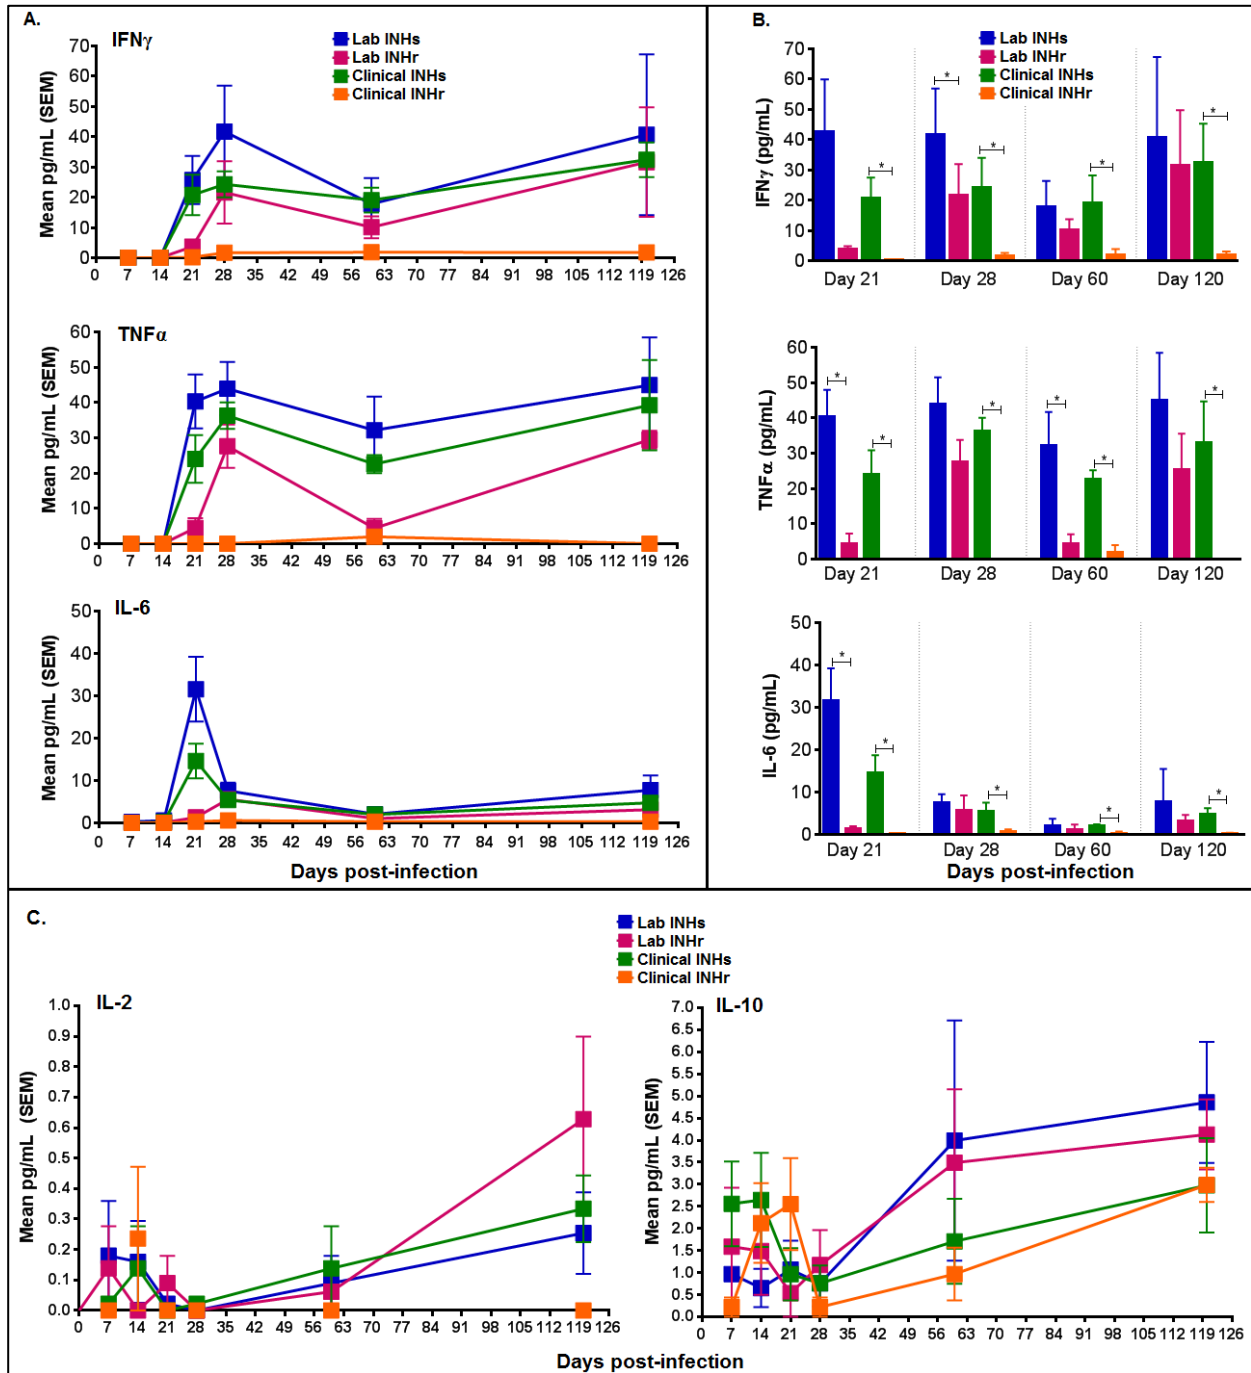 A.
IFNγ
Lab INHs
Lab INHr
Clinical INHs
Clinical INHr
Mean pg/mL (SEM)
70
60
50
40
30
20
10
0
0 7 14 21 28 35 42 49 56 63 70 77 84 91 98 105 112 119 126
TNFα
Mean pg/mL (SEM)
60
50
40
30
20
10
0
0 7 14 21 28 35 42 49 56 63 70 77 84 91 98 105 112 119 126
IL-6
Mean pg/mL (SEM)
50
40
30
20
10
0
0 7 14 21 28 35 42 49 56 63 70 77 84 91 98 105 112 119 126
Days post-infection
B.
Lab INHs
Lab INHr
Clinical INHs
Clinical INHr
IFNγ (pg/mL)
70
60
50
40
30
20
10
0
* * * * *
Day 21 Day 28 Day 60 Day 120
TNFα (pg/mL)
60
50
40
30
20
10
0
* * * * * *
Day 21 Day 28 Day 60 Day 120
IL-6 (pg/mL)
50
40
30
20
10
0
* * * * *
Day 21 Day 28 Day 60 Day 120
Days post-infection
C.
Lab INHs
Lab INHr
Clinical INHs
Clinical INHr
IL-2
Mean pg/mL (SEM)
1.0
0.9
0.8
0.7
0.6
0.5
0.4
0.3
0.2
0.1
0.0
0 7 14 21 28 35 42 49 56 63 70 77 84 91 98 105 112 119 126
IL-10
Mean pg/mL (SEM)
7.0
6.5
6.0
5.5
5.0
4.5
4.0
3.5
3.0
2.5
2.0
1.5
1.0
0.5
0.0
0 7 14 21 28 35 42 49 56 63 70 77 84 91 98 105 112 119 126
Days post-infection